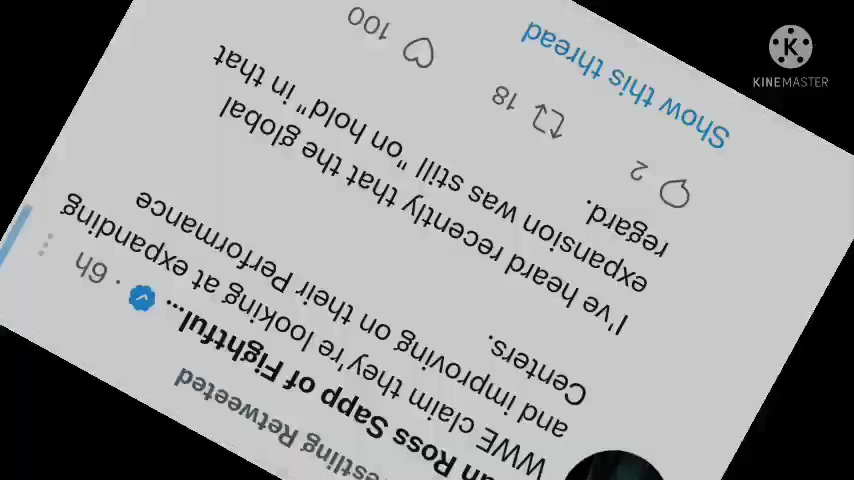 estling Retweeted
an Ross Sapp of Fightful... · 6h
WWE claim they're looking at expanding
and improving on their Performance
Centers.
I've heard recently that the global
expansion was still "on hold" in that
regard.
2 18 100
Show this thread
KINEMASTER